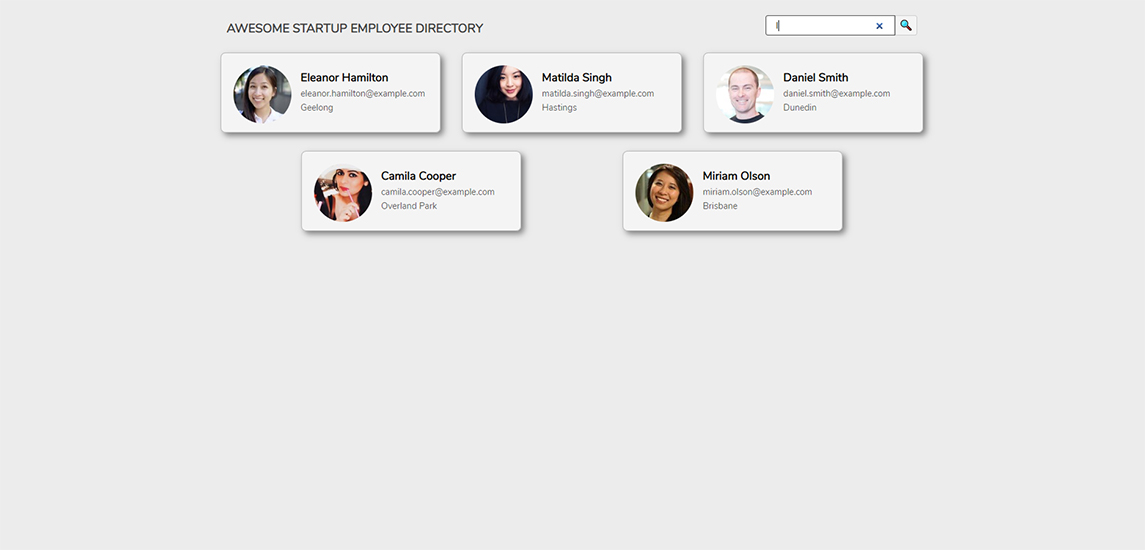 AWESOME STARTUP EMPLOYEE DIRECTORY
l
Eleanor Hamilton
eleanor.hamilton@example.com
Geelong
Matilda Singh
matilda.singh@example.com
Hastings
Daniel Smith
daniel.smith@example.com
Dunedin
Camila Cooper
camila.cooper@example.com
Overland Park
Miriam Olson
miriam.olson@example.com
Brisbane